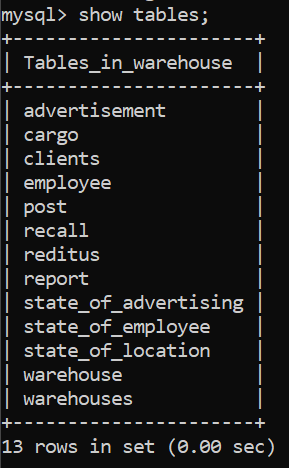 mysql> show tables;
+----------------------+
| Tables_in_warehouse  |
+----------------------+
| advertisement        |
| cargo                |
| clients              |
| employee             |
| post                 |
| recall               |
| reditus              |
| report               |
| state_of_advertising |
| state_of_employee    |
| state_of_location    |
| warehouse            |
| warehouses           |
+----------------------+
13 rows in set (0.00 sec)